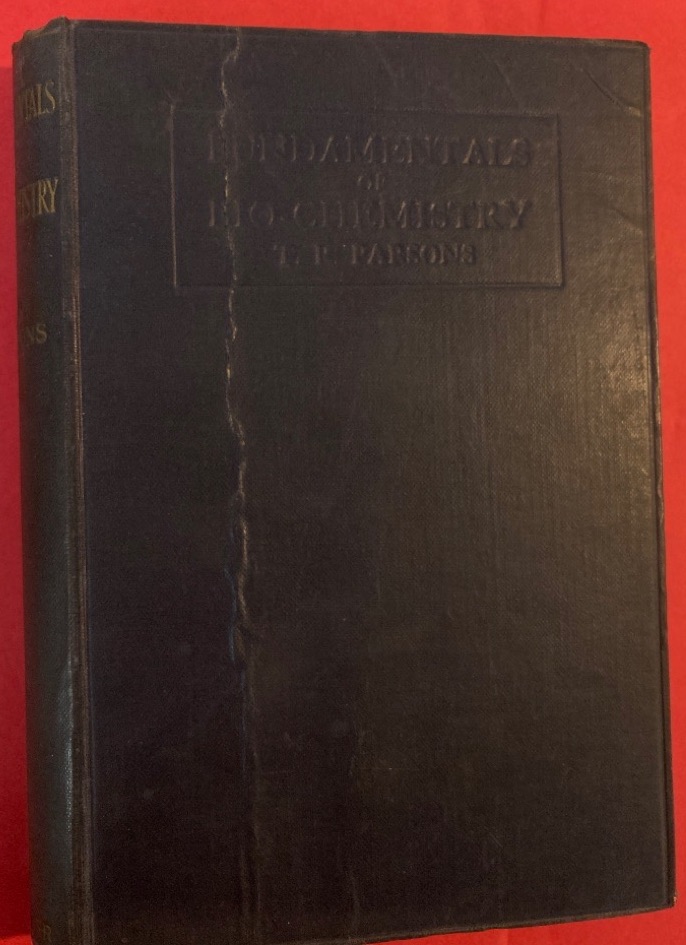 FUNDAMENTALS
OF
BIO-CHEMISTRY
T. R. PARSONS